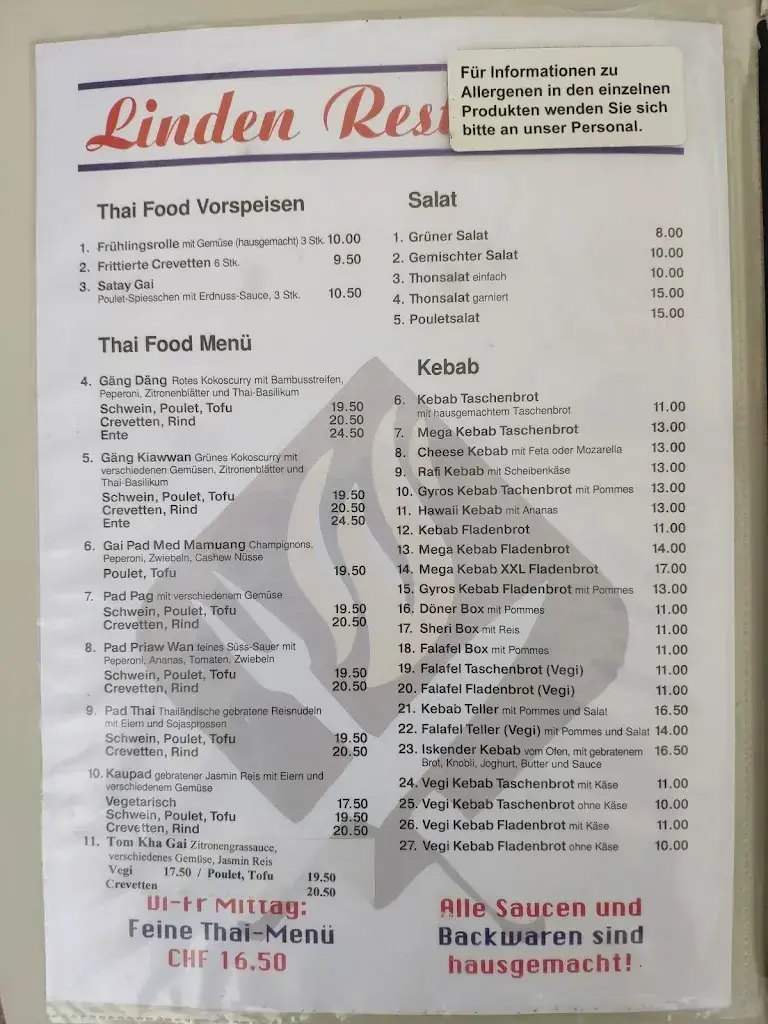 Linden Rest
Für Informationen zu
Allergenen in den einzelnen
Produkten wenden Sie sich
bitte an unser Personal.
Thai Food Vorspeisen
1. Frühlingsrolle mit Gemüse (hausgemacht) 3 Stk. 10.00
2. Frittierte Crevetten 6 Stk. 9.50
3. Satay Gai
Poulet-Spiesschen mit Erdnuss-Sauce, 3 Stk. 10.50
Thai Food Menü
4. Gäng Däng Rotes Kokoscurry mit Bambusstreifen,
Peperoni, Zitronenblätter und Thai-Basilikum
Schwein, Poulet, Tofu 19.50
Crevetten, Rind 20.50
Ente 24.50
5. Gäng Kiawwan Grünes Kokoscurry mit
verschiedenen Gemüsen, Zitronenblätter und
Thai-Basilikum
Schwein, Poulet, Tofu 19.50
Crevetten, Rind 20.50
Ente 24.50
6. Gai Pad Med Mamuang Champignons,
Peperoni, Zwiebeln, Cashew Nüsse
Poulet, Tofu 19.50
7. Pad Pag mit verschiedenem Gemüse
Schwein, Poulet, Tofu 19.50
Crevetten, Rind 20.50
8. Pad Priaw Wan feines Süss-Sauer mit
Peperoni, Ananas, Tomaten, Zwiebeln
Schwein, Poulet, Tofu 19.50
Crevetten, Rind 20.50
9. Pad Thai Thailändische gebratene Reisnudeln
mit Eiern und Sojasprossen
Schwein, Poulet, Tofu 19.50
Crevetten, Rind 20.50
10. Kaupad gebratener Jasmin Reis mit Eiern und
verschiedenem Gemüse
Vegetarisch 17.50
Schwein, Poulet, Tofu 19.50
Crevetten, Rind 20.50
11. Tom Kha Gai Zitronengrassauce,
verschiedenes Gemüse, Jasmin Reis
Vegi 17.50 / Poulet, Tofu 19.50
Crevetten 20.50
Di-Fr Mittag:
Feine Thai-Menü
CHF 16.50
Salat
1. Grüner Salat 8.00
2. Gemischter Salat 10.00
3. Thonsalat einfach 10.00
4. Thonsalat garniert 15.00
5. Pouletsalat 15.00
Kebab
6. Kebab Taschenbrot
mit hausgemachtem Taschenbrot 11.00
7. Mega Kebab Taschenbrot 13.00
8. Cheese Kebab mit Feta oder Mozarella 13.00
9. Rafi Kebab mit Scheibenkäse 13.00
10. Gyros Kebab Tachenbrot mit Pommes 13.00
11. Hawaii Kebab mit Ananas 13.00
12. Kebab Fladenbrot 11.00
13. Mega Kebab Fladenbrot 14.00
14. Mega Kebab XXL Fladenbrot 17.00
15. Gyros Kebab Fladenbrot mit Pommes 13.00
16. Döner Box mit Pommes 11.00
17. Sheri Box mit Reis 11.00
18. Falafel Box mit Pommes 11.00
19. Falafel Taschenbrot (Vegi) 11.00
20. Falafel Fladenbrot (Vegi) 11.00
21. Kebab Teller mit Pommes und Salat 16.50
22. Falafel Teller (Vegi) mit Pommes und Salat 14.00
23. Iskender Kebab vom Ofen, mit gebratenem 16.50
Brot, Knobli, Joghurt, Butter und Sauce
24. Vegi Kebab Taschenbrot mit Käse 11.00
25. Vegi Kebab Taschenbrot ohne Käse 10.00
26. Vegi Kebab Fladenbrot mit Käse 11.00
27. Vegi Kebab Fladenbrot ohne Käse 10.00
Alle Saucen und
Backwaren sind
hausgemacht!